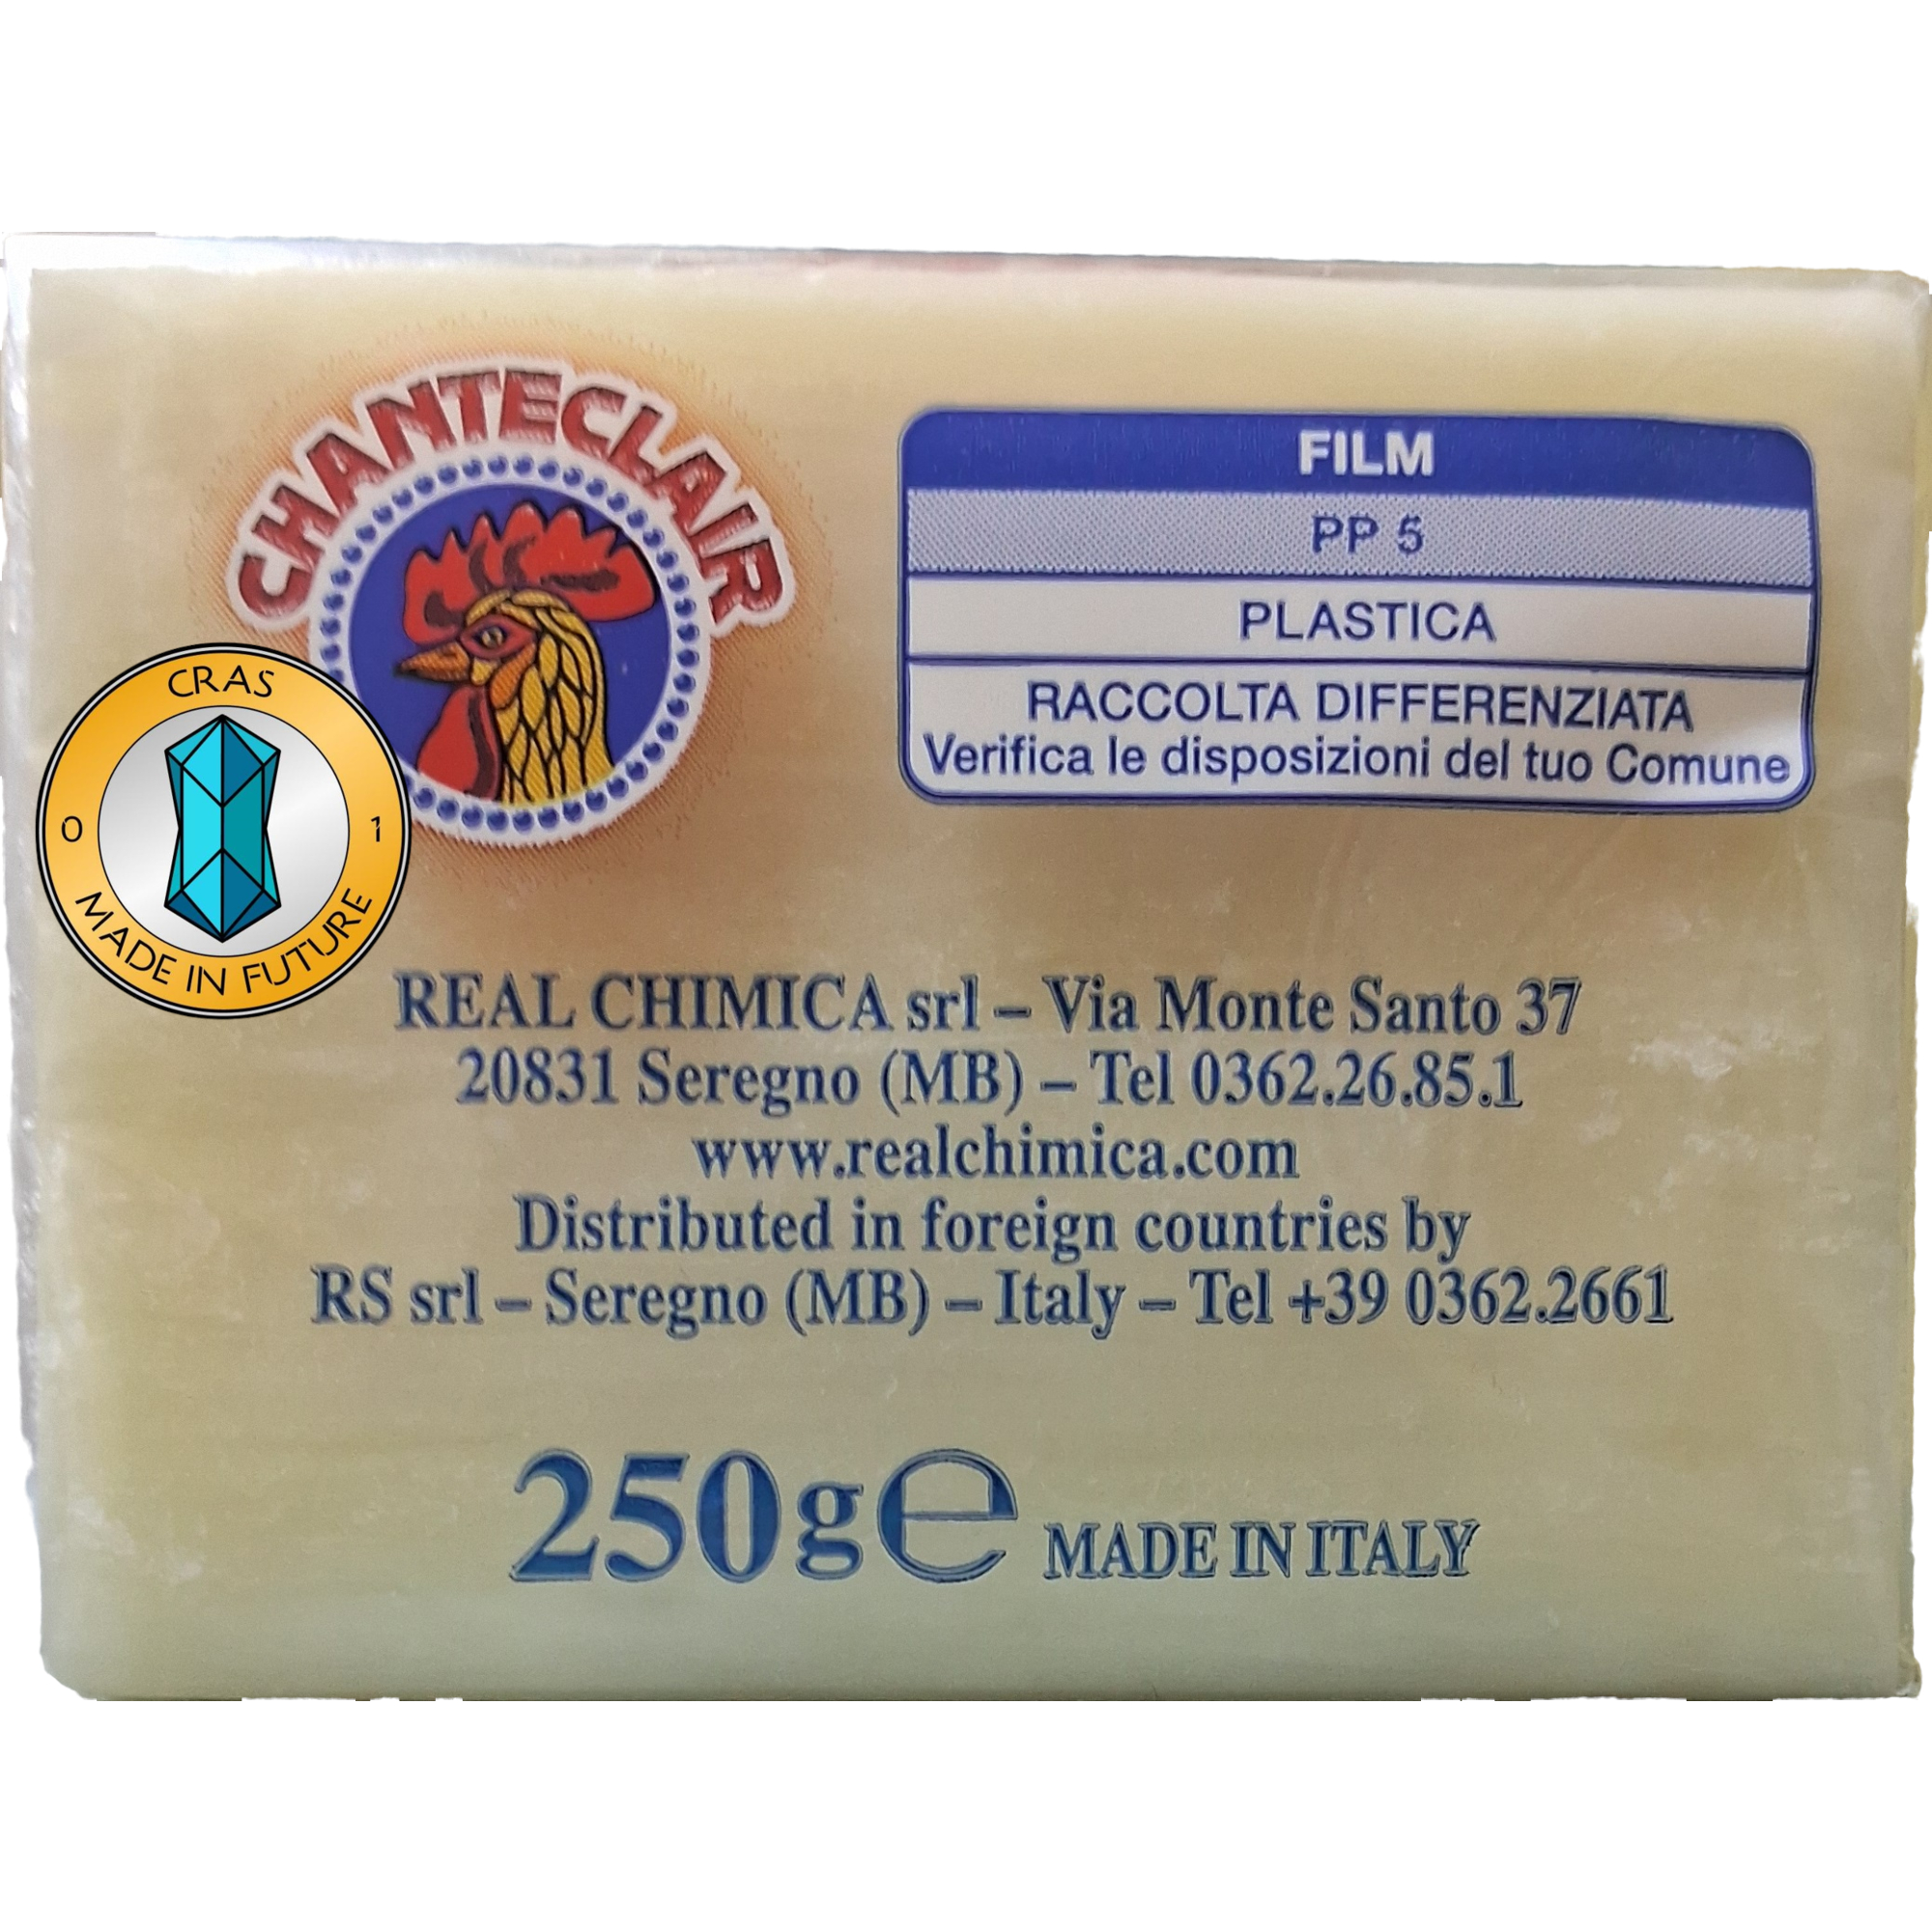 CHANTECLAIR
FILM
PP 5
PLASTICA
RACCOLTA DIFFERENZIATA
Verifica le disposizioni del tuo Comune
CRAS
0 1
MADE IN FUTURE
REAL CHIMICA srl – Via Monte Santo 37
20831 Seregno (MB) – Tel 0362.26.85.1
www.realchimica.com
Distributed in foreign countries by
RS srl – Seregno (MB) – Italy – Tel +39 0362.2661
250 g ℮ MADE IN ITALY